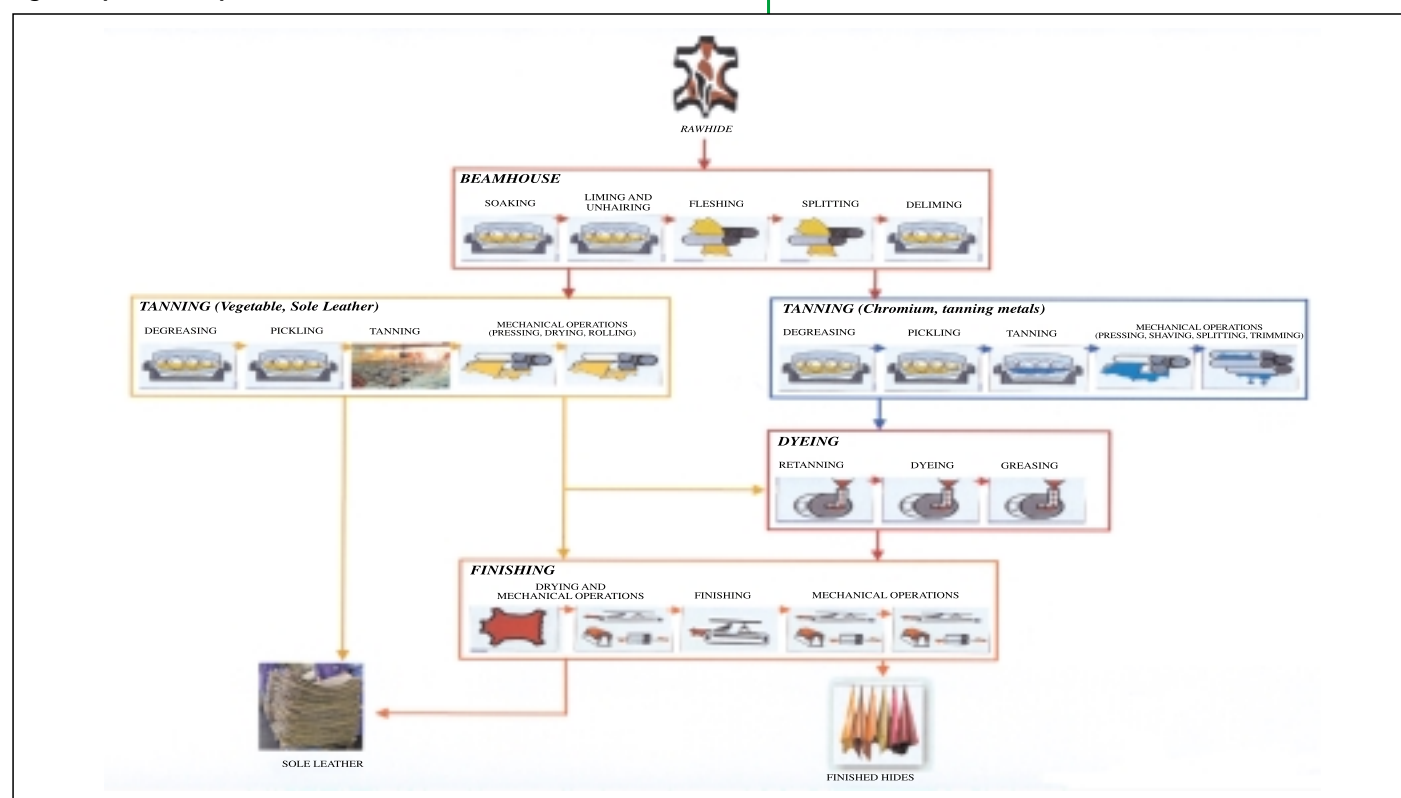 RAWHIDE
BEAMHOUSE
SOAKING
LIMING AND
UNHAIRING
FLESHING
SPLITTING
DELIMING
TANNING (Vegetable, Sole Leather)
DEGREASING
PICKLING
TANNING
MECHANICAL OPERATIONS
(PRESSING, DRYING, ROLLING)
TANNING (Chromium, tanning metals)
DEGREASING
PICKLING
TANNING
MECHANICAL OPERATIONS
(PRESSING, SHAVING, SPLITTING, TRIMMING)
DYEING
RETANNING
DYEING
GREASING
FINISHING
DRYING AND
MECHANICAL OPERATIONS
FINISHING
MECHANICAL OPERATIONS
SOLE LEATHER
FINISHED HIDES